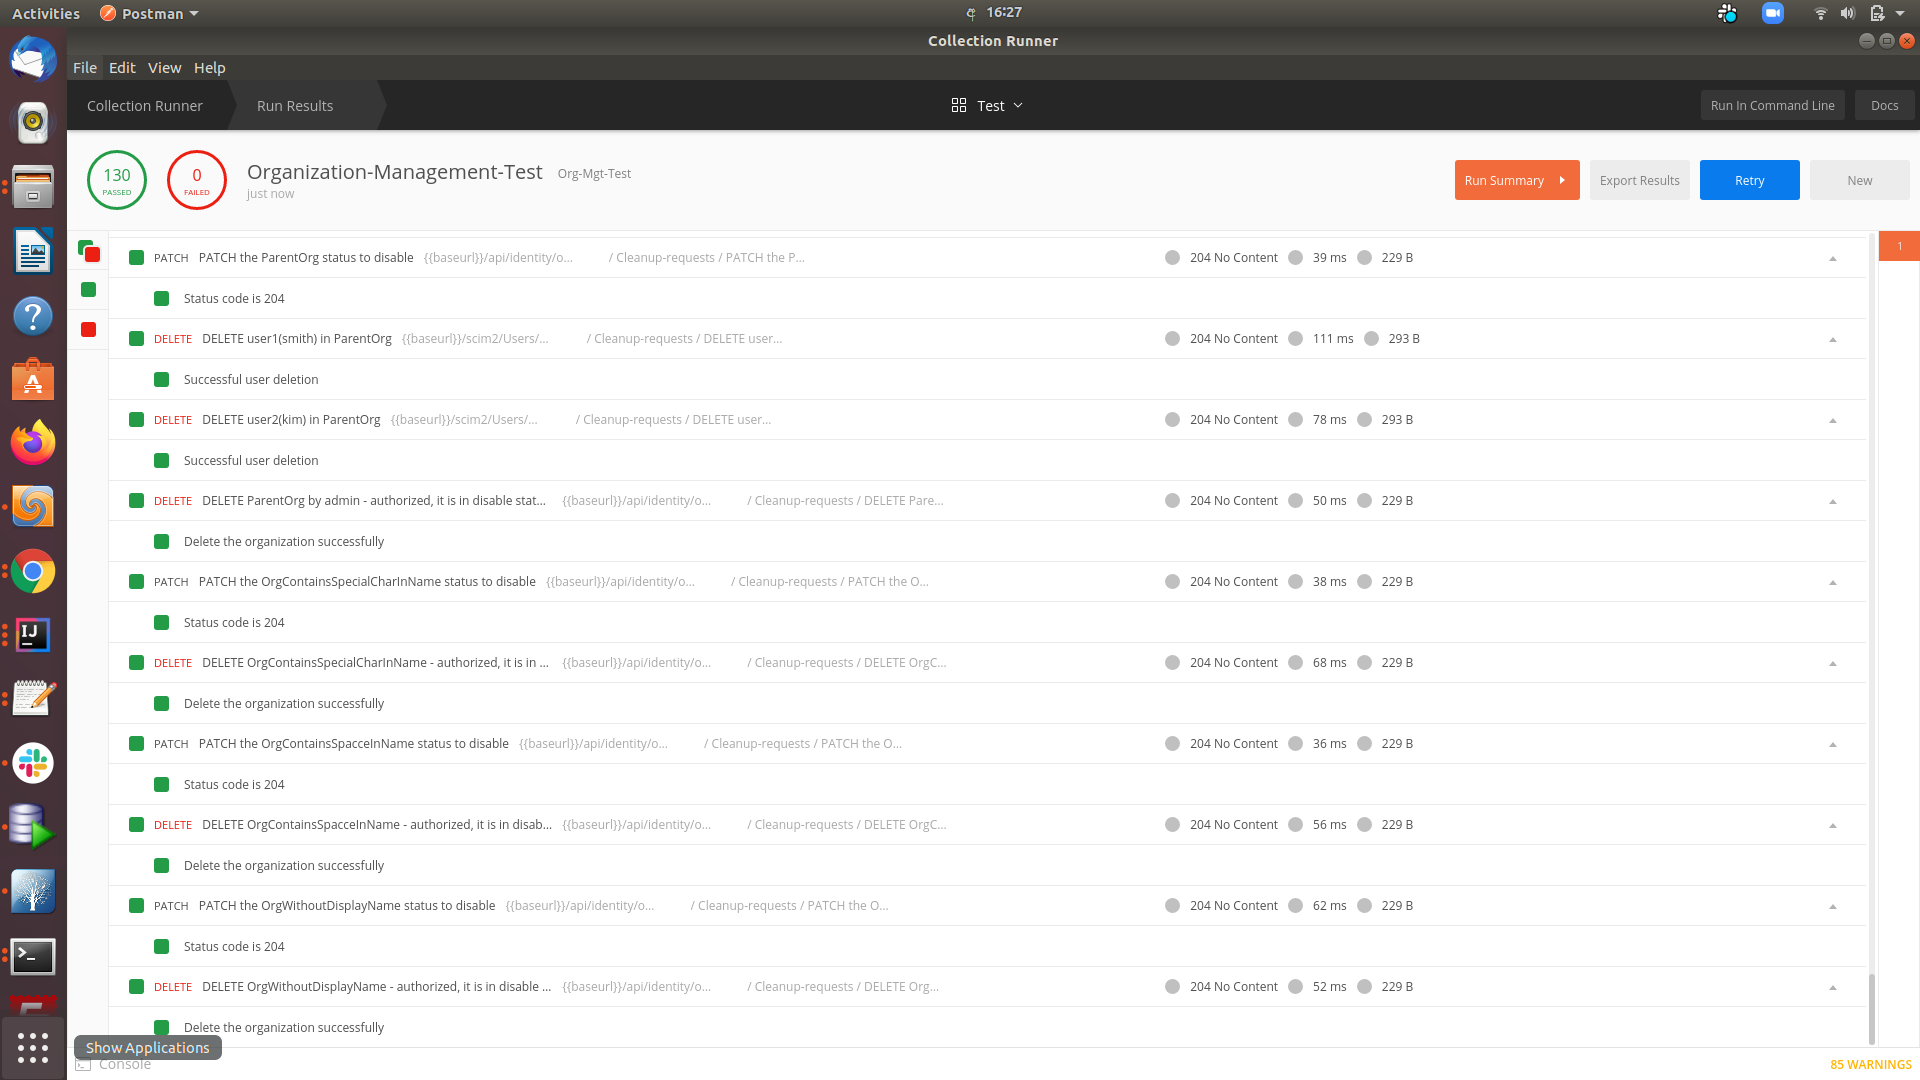 Activities Postman 16:27
Collection Runner
File Edit View Help
Collection Runner Run Results Test Run In Command Line Docs
130 PASSED 0 FAILED Organization-Management-Test Org-Mgt-Test Run Summary Export Results Retry New
just now
1
PATCH PATCH the ParentOrg status to disable {{baseurl}}/api/identity/o... / Cleanup-requests / PATCH the P... 204 No Content 39 ms 229 B
Status code is 204
DELETE DELETE user1(smith) in ParentOrg {{baseurl}}/scim2/Users/... / Cleanup-requests / DELETE user... 204 No Content 111 ms 293 B
Successful user deletion
DELETE DELETE user2(kim) in ParentOrg {{baseurl}}/scim2/Users/... / Cleanup-requests / DELETE user... 204 No Content 78 ms 293 B
Successful user deletion
DELETE DELETE ParentOrg by admin - authorized, it is in disable stat... {{baseurl}}/api/identity/o... / Cleanup-requests / DELETE Pare... 204 No Content 50 ms 229 B
Delete the organization successfully
PATCH PATCH the OrgContainsSpecialCharInName status to disable {{baseurl}}/api/identity/o... / Cleanup-requests / PATCH the O... 204 No Content 38 ms 229 B
Status code is 204
DELETE DELETE OrgContainsSpecialCharInName - authorized, it is in ... {{baseurl}}/api/identity/o... / Cleanup-requests / DELETE OrgC... 204 No Content 68 ms 229 B
Delete the organization successfully
PATCH PATCH the OrgContainsSpacceInName status to disable {{baseurl}}/api/identity/o... / Cleanup-requests / PATCH the O... 204 No Content 36 ms 229 B
Status code is 204
DELETE DELETE OrgContainsSpacceInName - authorized, it is in disab... {{baseurl}}/api/identity/o... / Cleanup-requests / DELETE OrgC... 204 No Content 56 ms 229 B
Delete the organization successfully
PATCH PATCH the OrgWithoutDisplayName status to disable {{baseurl}}/api/identity/o... / Cleanup-requests / PATCH the O... 204 No Content 62 ms 229 B
Status code is 204
DELETE DELETE OrgWithoutDisplayName - authorized, it is in disable ... {{baseurl}}/api/identity/o... / Cleanup-requests / DELETE Org... 204 No Content 52 ms 229 B
Delete the organization successfully
Show Applications
Console 85 WARNINGS